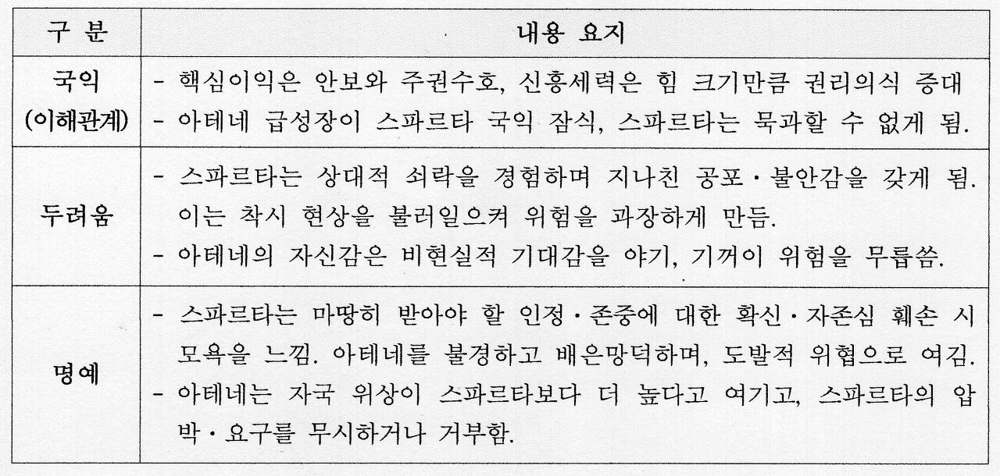 구 분
내용 요지
국익
(이해관계)
- 핵심이익은 안보와 주권수호, 신흥세력은 힘 크기만큼 권리의식 증대
- 아테네 급성장이 스파르타 국익 잠식, 스파르타는 묵과할 수 없게 됨.
두려움
- 스파르타는 상대적 쇠락을 경험하며 지나친 공포·불안감을 갖게 됨.
이는 착시 현상을 불러일으켜 위험을 과장하게 만듬.
- 아테네의 자신감은 비현실적 기대감을 야기, 기꺼이 위험을 무릅씀.
명예
- 스파르타는 마땅히 받아야 할 인정·존중에 대한 확신·자존심 훼손 시
모욕을 느낌. 아테네를 불경하고 배은망덕하며, 도발적 위협으로 여김.
- 아테네는 자국 위상이 스파르타보다 더 높다고 여기고, 스파르타의 압
박·요구를 무시하거나 거부함.